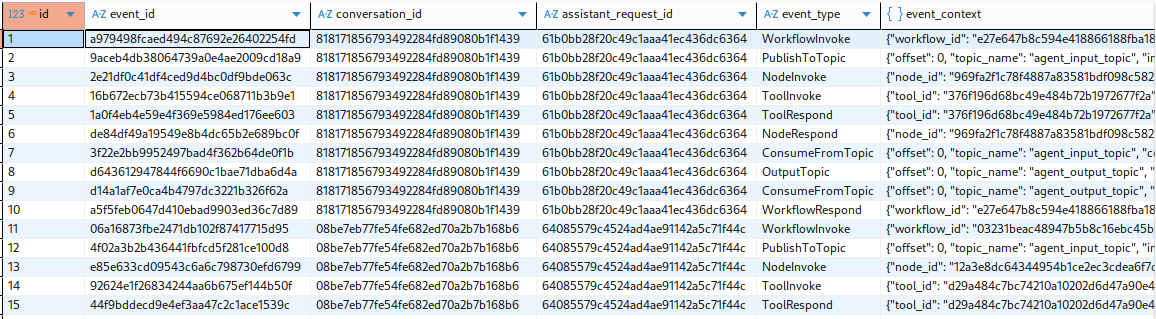 123 id AZ event_id AZ conversation_id AZ assistant_request_id AZ event_type { } event_context
1 a979498fcaed494c87692e26402254fd 818171856793492284fd89080b1f1439 61b0bb28f20c49c1aaa41ec436dc6364 WorkflowInvoke {"workflow_id": "e27e647b8c594e418866188fba18
2 9aceb4db38064739a0e4ae2009cd18a9 818171856793492284fd89080b1f1439 61b0bb28f20c49c1aaa41ec436dc6364 PublishToTopic {"offset": 0, "topic_name": "agent_input_topic", "in
3 2e21df0c41df4ced9d4bc0df9bde063c 818171856793492284fd89080b1f1439 61b0bb28f20c49c1aaa41ec436dc6364 NodeInvoke {"node_id": "969fa2f1c78f4887a83581bdf098c582
4 16b672ecb73b415594ce068711b3b9e1 818171856793492284fd89080b1f1439 61b0bb28f20c49c1aaa41ec436dc6364 ToolInvoke {"tool_id": "376f196d68bc49e484b72b1972677f2a"
5 1a0f4eb4e59e4f369e5984ed176ee603 818171856793492284fd89080b1f1439 61b0bb28f20c49c1aaa41ec436dc6364 ToolRespond {"tool_id": "376f196d68bc49e484b72b1972677f2a"
6 de84df49a19549e8b4dc65b2e689bc0f 818171856793492284fd89080b1f1439 61b0bb28f20c49c1aaa41ec436dc6364 NodeRespond {"node_id": "969fa2f1c78f4887a83581bdf098c582
7 3f22e2bb9952497bad4f362b64de0f1b 818171856793492284fd89080b1f1439 61b0bb28f20c49c1aaa41ec436dc6364 ConsumeFromTopic {"offset": 0, "topic_name": "agent_input_topic", "c
8 d643612947844f6690c1bae71dba6d4a 818171856793492284fd89080b1f1439 61b0bb28f20c49c1aaa41ec436dc6364 OutputTopic {"offset": 0, "topic_name": "agent_output_topic",
9 d14a1af7e0ca4b4797dc3221b326f62a 818171856793492284fd89080b1f1439 61b0bb28f20c49c1aaa41ec436dc6364 ConsumeFromTopic {"offset": 0, "topic_name": "agent_output_topic",
10 a5f5feb0647d410ebad9903ed36c7d89 818171856793492284fd89080b1f1439 61b0bb28f20c49c1aaa41ec436dc6364 WorkflowRespond {"workflow_id": "e27e647b8c594e418866188fba18
11 06a16873fbe2471db102f87417715d95 08be7eb77fe54fe682ed70a2b7b168b6 64085579c4524ad4ae91142a5c71f44c WorkflowInvoke {"workflow_id": "03231beac48947b5b8c16ebc45b
12 4f02a3b2b436441fbfcd5f281ce100d8 08be7eb77fe54fe682ed70a2b7b168b6 64085579c4524ad4ae91142a5c71f44c PublishToTopic {"offset": 0, "topic_name": "agent_input_topic", "in
13 e85e633cd09543c6a6c798730efd6799 08be7eb77fe54fe682ed70a2b7b168b6 64085579c4524ad4ae91142a5c71f44c NodeInvoke {"node_id": "12a3e8dc64344954b1ce2ec3cdea6f7c
14 92624e1f26834244aa6b675ef144b50f 08be7eb77fe54fe682ed70a2b7b168b6 64085579c4524ad4ae91142a5c71f44c ToolInvoke {"tool_id": "d29a484c7bc74210a10202d6d47a90e4
15 44f9bddecd9e4ef3aa47c2c1ace1539c 08be7eb77fe54fe682ed70a2b7b168b6 64085579c4524ad4ae91142a5c71f44c ToolRespond {"tool_id": "d29a484c7bc74210a10202d6d47a90e4